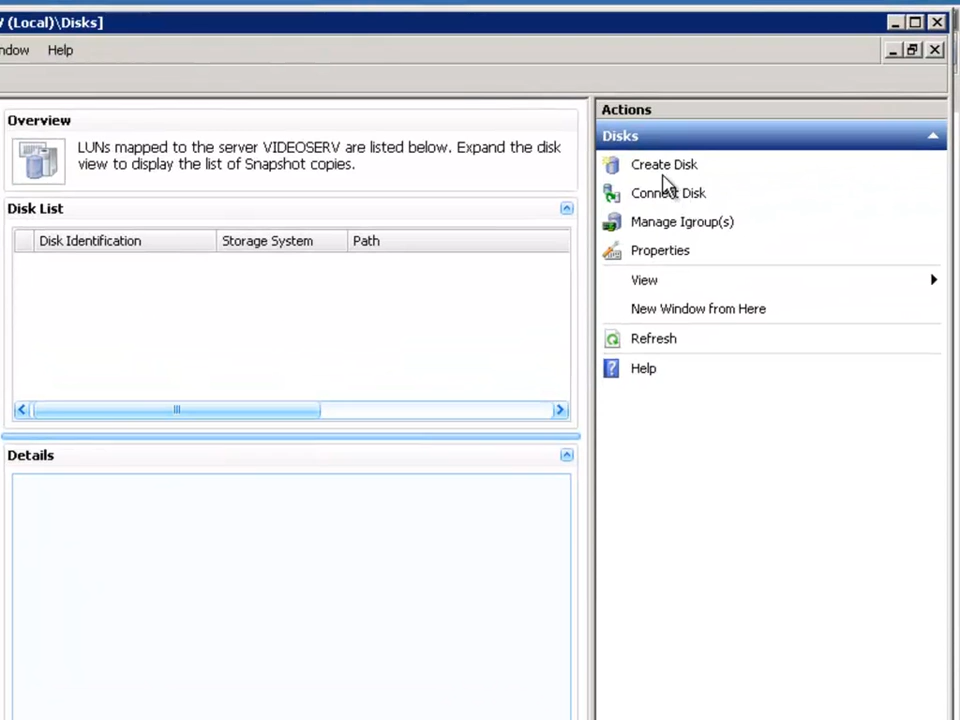 V (Local)\Disks]
ndow Help
Overview
LUNs mapped to the server VIDEOSERV are listed below. Expand the disk
view to display the list of Snapshot copies.
Disk List
Disk Identification Storage System Path
Details
Actions
Disks
Create Disk
Connect Disk
Manage Igroup(s)
Properties
View
New Window from Here
Refresh
Help